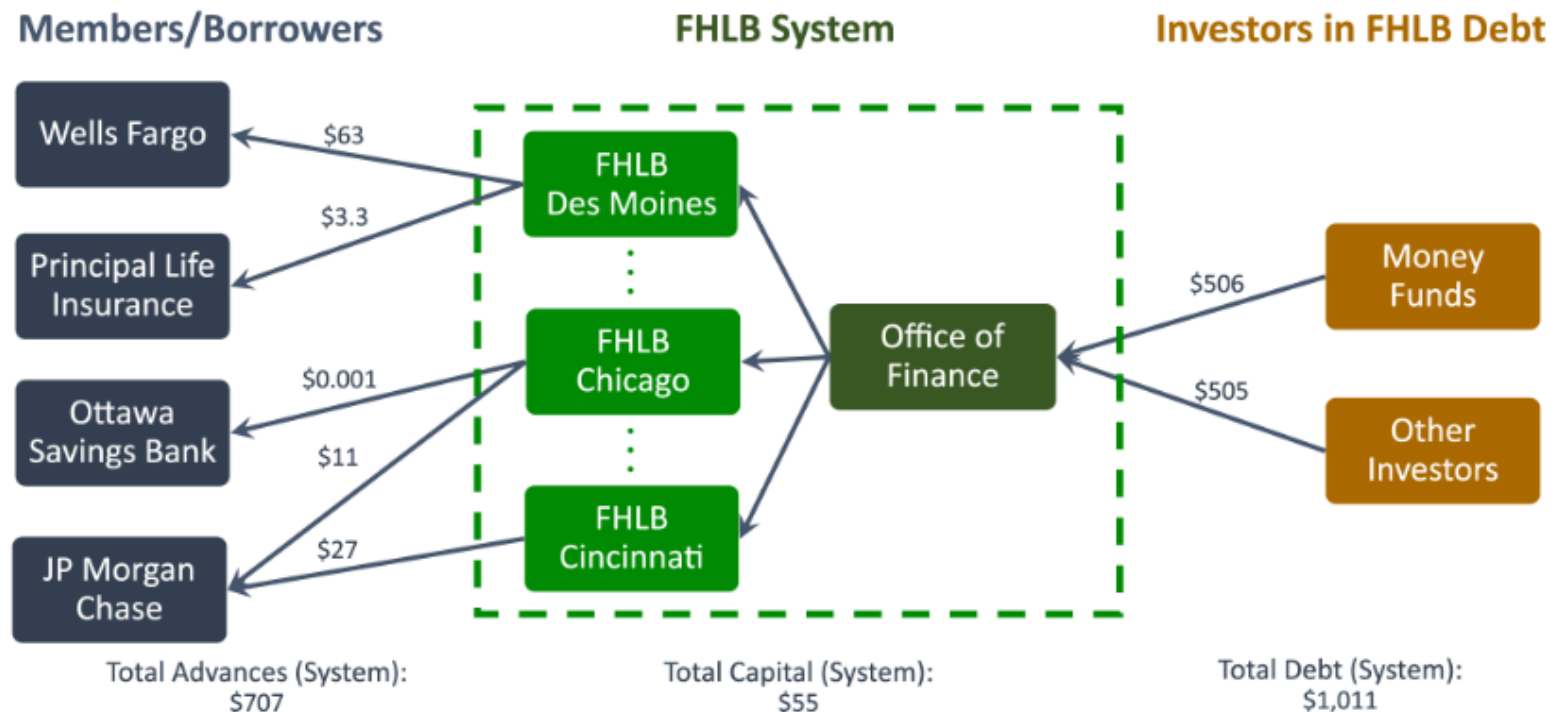 Members/Borrowers
FHLB System
Investors in FHLB Debt
Wells Fargo
$63
FHLB
Des Moines
$3.3
Principal Life
Insurance
Money
Funds
$506
FHLB
Chicago
Office of
Finance
$0.001
$505
Ottawa
Savings Bank
Other
Investors
$11
FHLB
Cincinnati
$27
JP Morgan
Chase
Total Advances (System):
$707
Total Capital (System):
$55
Total Debt (System):
$1,011